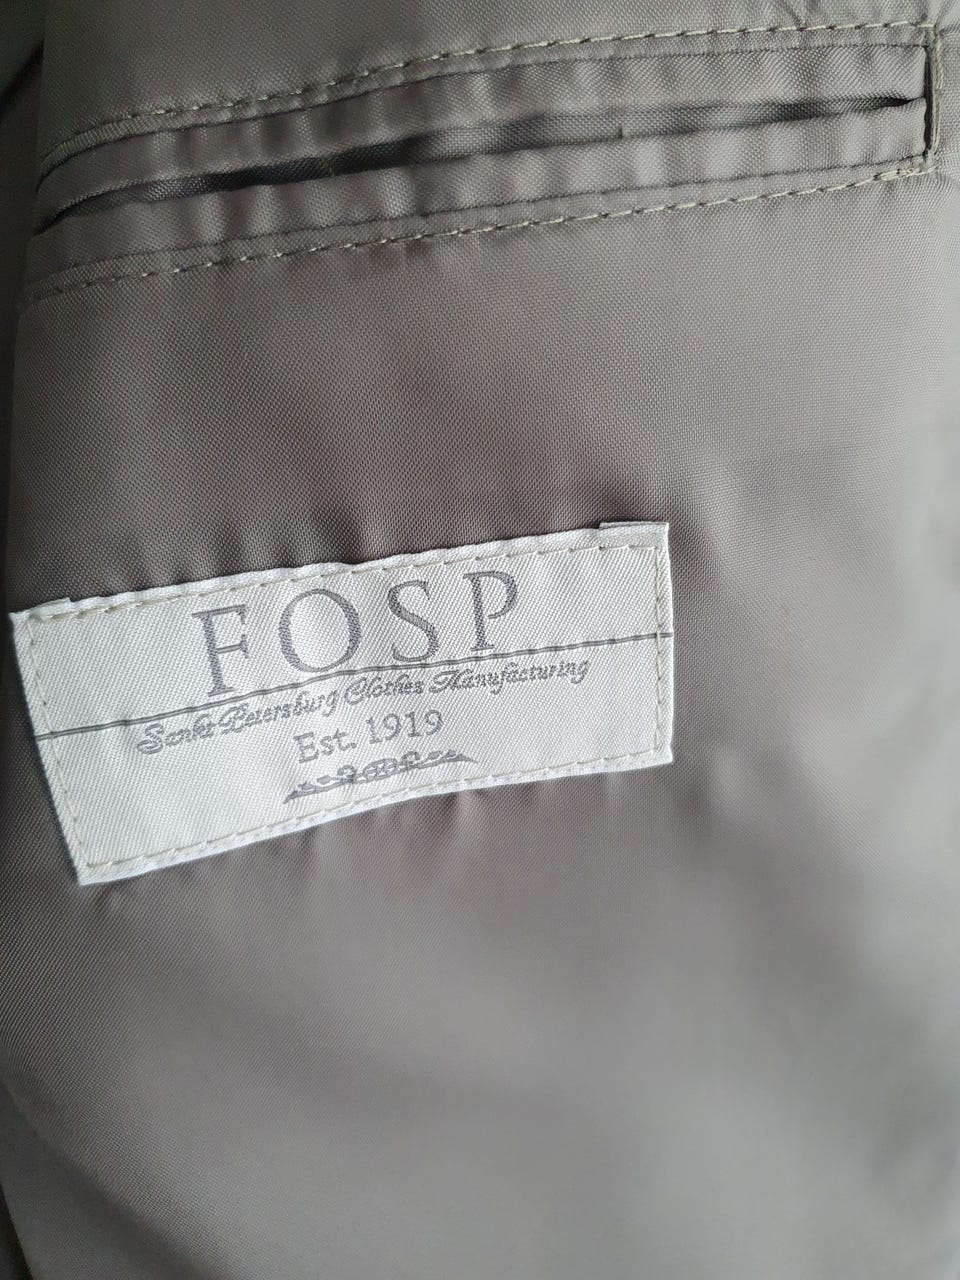 FOSP
Sankt-Petersburg Clothes Manufacturing
Est. 1919